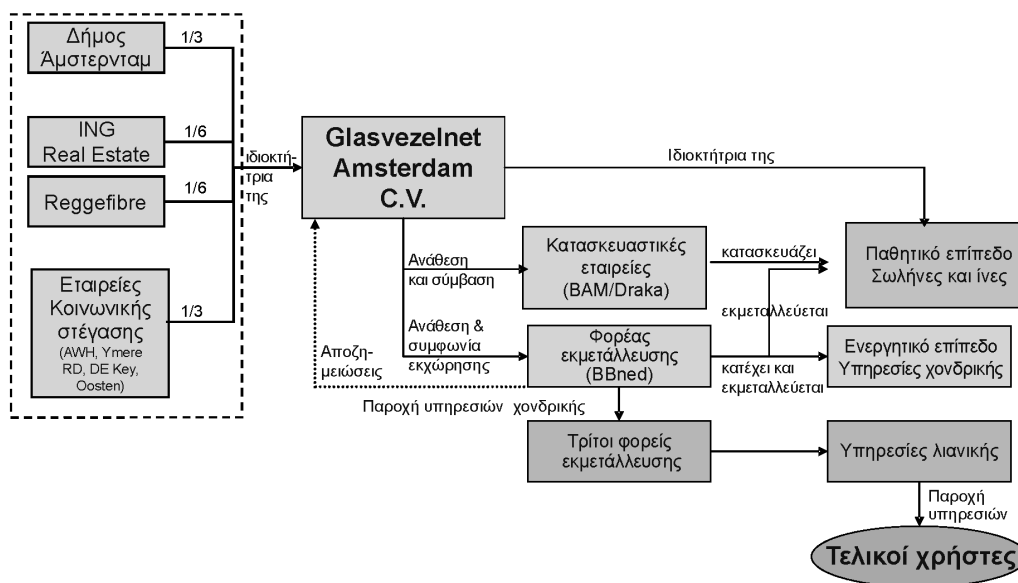 Δήμος
Άμστερνταμ
1/3
ING
Real Estate
1/6
Reggefibre
1/6
Εταιρείες
Κοινωνικής
στέγασης
(AWH, Ymere
RD, DE Key,
Oosten)
1/3
ιδιοκτή-
τρια
της
Glasvezelnet
Amsterdam
C.V.
Ιδιοκτήτρια της
Ανάθεση
και σύμβαση
Κατασκευαστικές
εταιρείες
(BAM/Draka)
κατασκευάζει
Παθητικό επίπεδο
Σωλήνες και ίνες
εκμεταλλεύεται
Ανάθεση &
συμφωνία
εκχώρησης
Αποζη-
μειώσεις
Φορέας
εκμετάλλευσης
(BBned)
κατέχει και
εκμεταλλεύεται
Ενεργητικό επίπεδο
Υπηρεσίες χονδρικής
Παροχή υπηρεσιών χονδρικής
Τρίτοι φορείς
εκμετάλλευσης
Υπηρεσίες λιανικής
Παροχή
υπηρεσιών
Τελικοί χρήστες